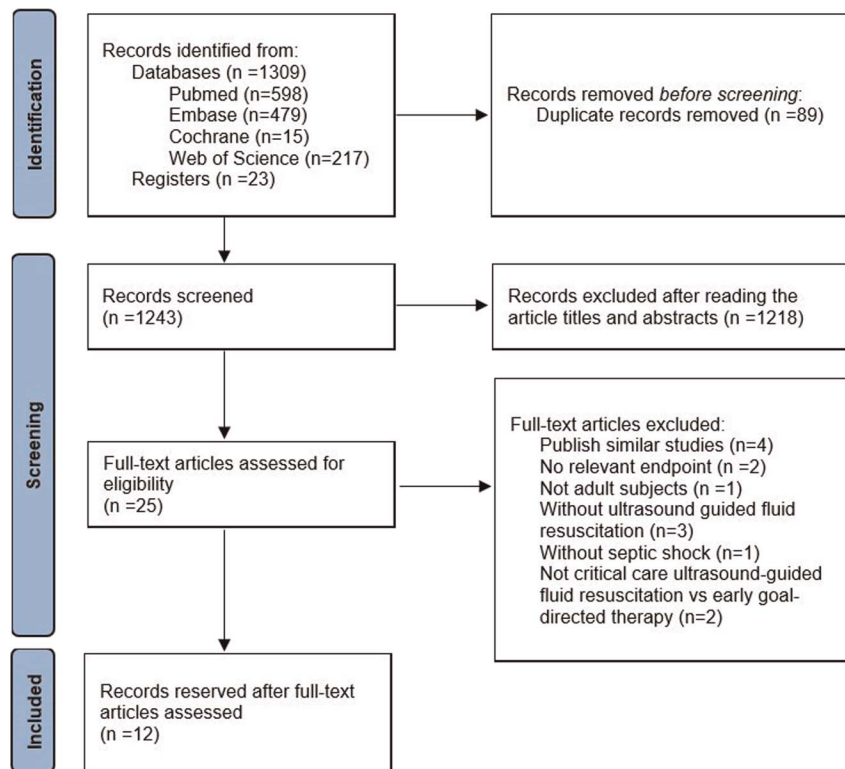 Identification
Records identified from:
Databases (n =1309)
Pubmed (n=598)
Embase (n=479)
Cochrane (n=15)
Web of Science (n=217)
Registers (n =23)
Records removed before screening:
Duplicate records removed (n =89)
Screening
Records screened
(n =1243)
Records excluded after reading the
article titles and abstracts (n =1218)
Full-text articles assessed for
eligibility
(n =25)
Full-text articles excluded:
Publish similar studies (n=4)
No relevant endpoint (n =2)
Not adult subjects (n =1)
Without ultrasound guided fluid
resuscitation (n=3)
Without septic shock (n=1)
Not critical care ultrasound-guided
fluid resuscitation vs early goal-
directed therapy (n=2)
Included
Records reserved after full-text
articles assessed
(n =12)